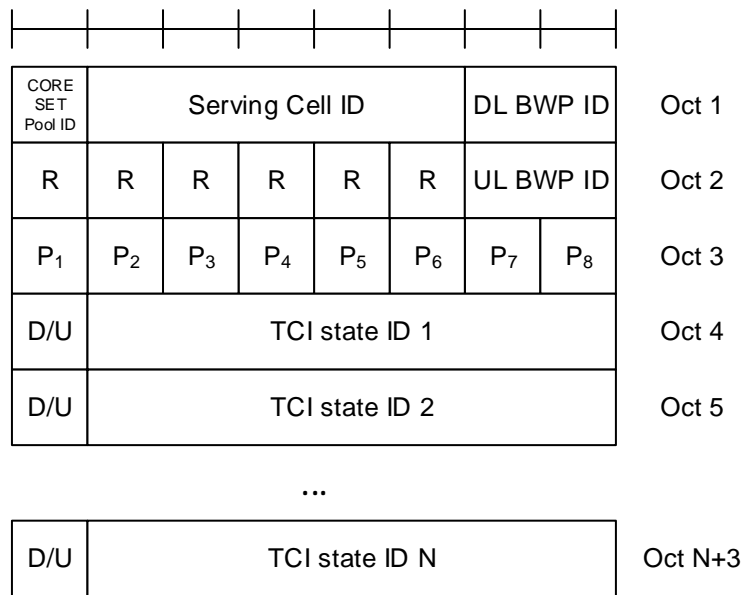 CORE
SET
Pool ID
Serving Cell ID
DL BWP ID
Oct 1
R
R
R
R
R
R
UL BWP ID
Oct 2
P1
P2
P3
P4
P5
P6
P7
P8
Oct 3
D/U
TCI state ID 1
Oct 4
D/U
TCI state ID 2
Oct 5
...
D/U
TCI state ID N
Oct N+3